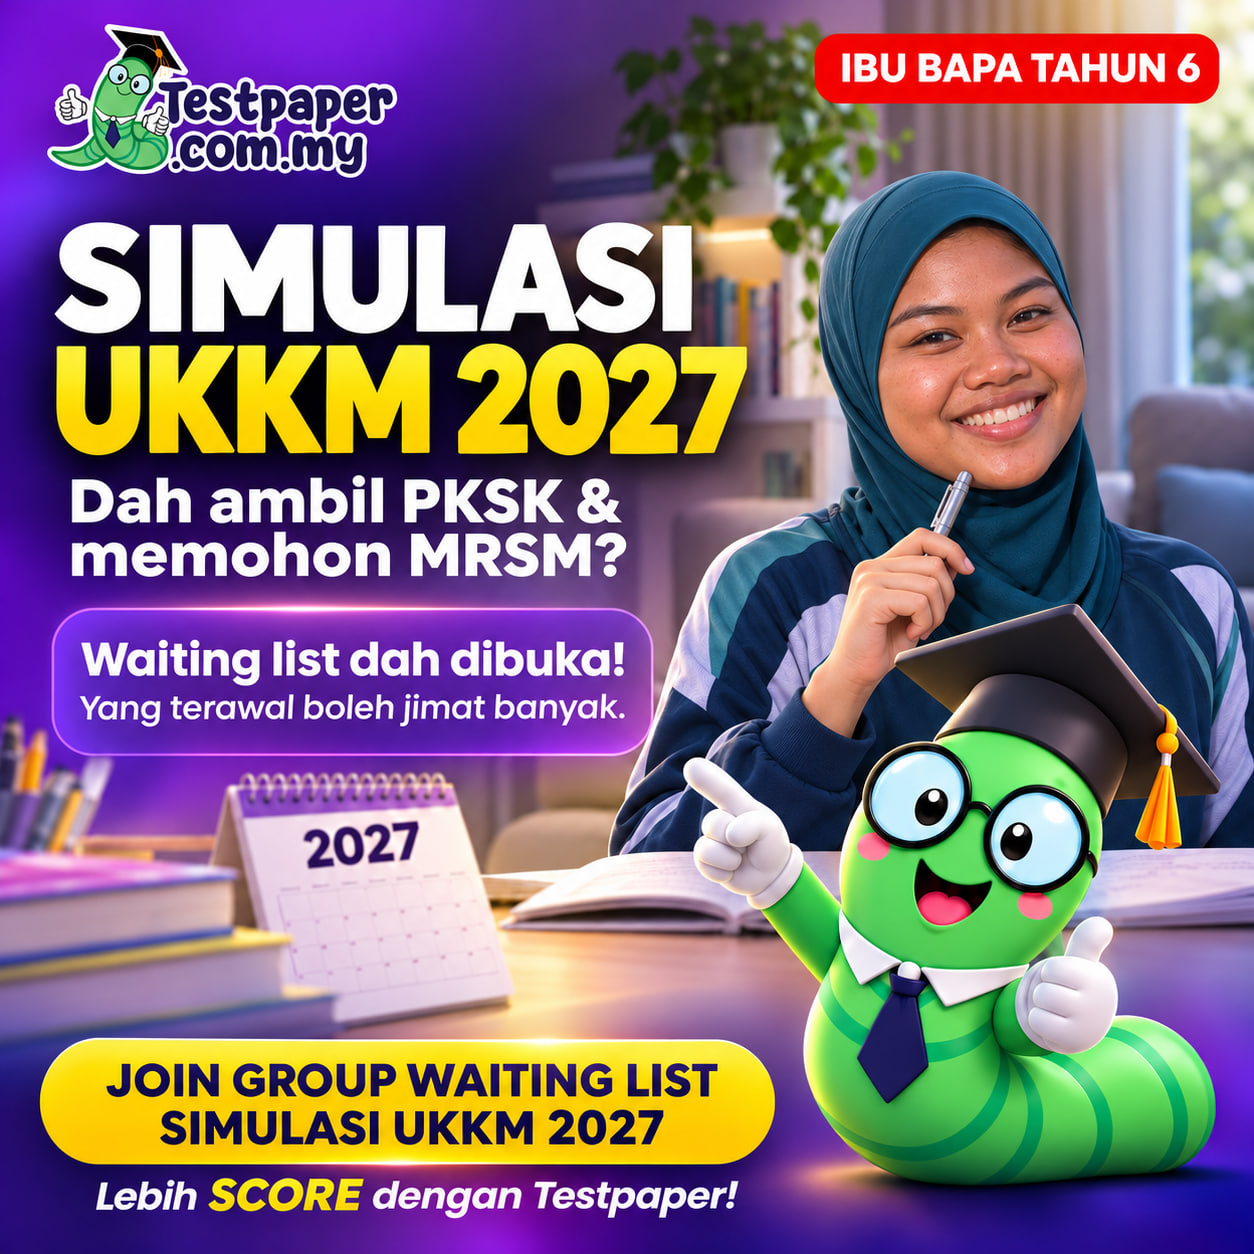 Testpaper
.com.my
IBU BAPA TAHUN 6
SIMULASI
UKKM 2027
Dah ambil PKSK &
memohon MRSM?
Waiting list dah dibuka!
Yang terawal boleh jimat banyak.
2027
JOIN GROUP WAITING LIST
SIMULASI UKKM 2027
Lebih SCORE dengan Testpaper!